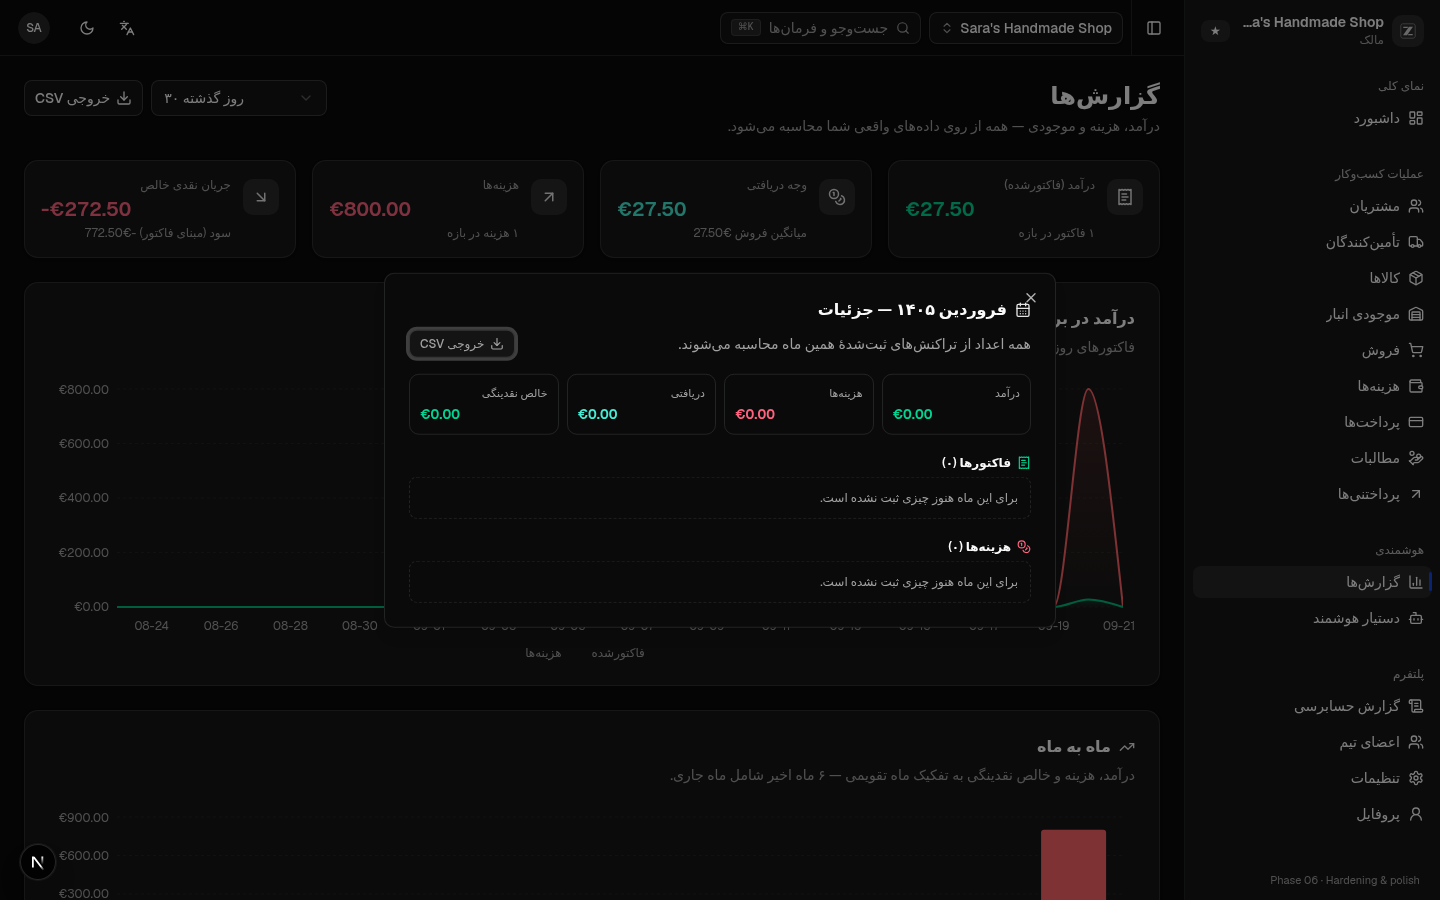 ...a's Handmade Shop
مالک
★
نمای کلی
داشبورد
عملیات کسب‌وکار
مشتریان
تأمین‌کنندگان
کالاها
موجودی انبار
فروش
هزینه‌ها
پرداخت‌ها
مطالبات
پرداختنی‌ها
هوشمندی
گزارش‌ها
دستیار هوشمند
پلتفرم
گزارش حسابرسی
اعضای تیم
تنظیمات
پروفایل
Phase 06 · Hardening & polish
Sara's Handmade Shop
جست‌وجو و فرمان‌ها
⌘K
SA
گزارش‌ها
درآمد، هزینه و موجودی — همه از روی داده‌های واقعی شما محاسبه می‌شود.
۳۰ روز گذشته
خروجی CSV
درآمد (فاکتورشده)
€27.50
۱ فاکتور در بازه
وجه دریافتی
€27.50
میانگین فروش €27.50
هزینه‌ها
€800.00
۱ هزینه در بازه
جریان نقدی خالص
-€272.50
سود (مبنای فاکتور) -€772.50
درآمد در بر
فاکتورهای روز
€800.00
€600.00
€400.00
€200.00
€0.00
08-24
08-26
08-28
08-30
09-19
09-21
هزینه‌ها
فاکتورشده
فروردین ۱۴۰۵ — جزئیات
همه اعداد از تراکنش‌های ثبت‌شدهٔ همین ماه محاسبه می‌شوند.
خروجی CSV
درآمد
€0.00
هزینه‌ها
€0.00
دریافتی
€0.00
خالص نقدینگی
€0.00
فاکتورها (۰)
برای این ماه هنوز چیزی ثبت نشده است.
هزینه‌ها (۰)
برای این ماه هنوز چیزی ثبت نشده است.
ماه به ماه
درآمد، هزینه و خالص نقدینگی به تفکیک ماه تقویمی — ۶ ماه اخیر شامل ماه جاری.
€900.00
€600.00
€300.00
N